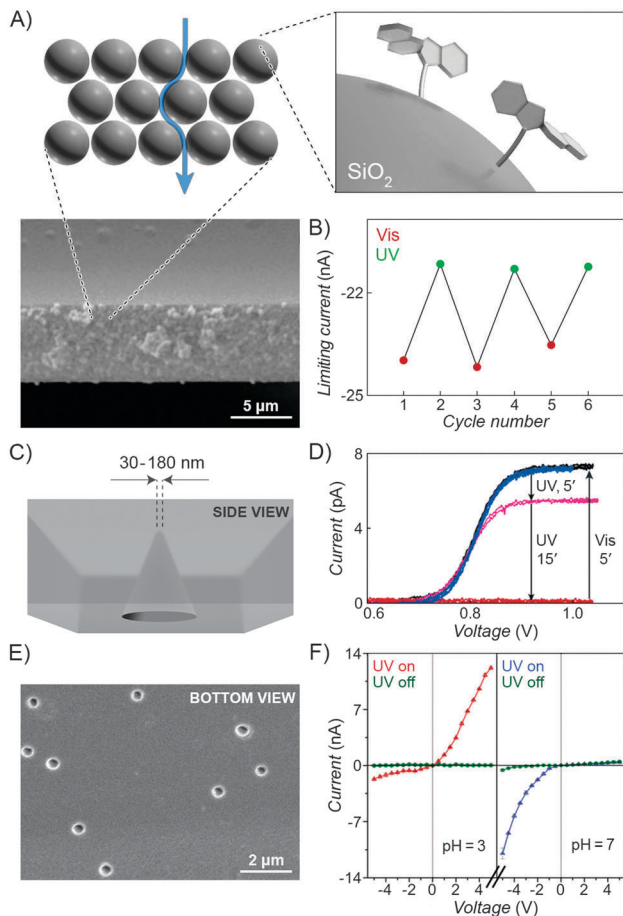 A)
SiO₂
5 µm
B)
Vis
UV
Limiting current (nA)
-22
-25
1 2 3 4 5 6
Cycle number
C)
30-180 nm
SIDE VIEW
D)
Current (pA)
8
4
0
UV, 5′
UV
15′
Vis
5′
0.6 0.8 1.0
Voltage (V)
E)
BOTTOM VIEW
2 µm
F)
Current (nA)
14
7
0
-7
-14
UV on
UV off
UV on
UV off
pH = 3
pH = 7
-4 -2 0 2 4 -4 -2 0 2 4
Voltage (V)